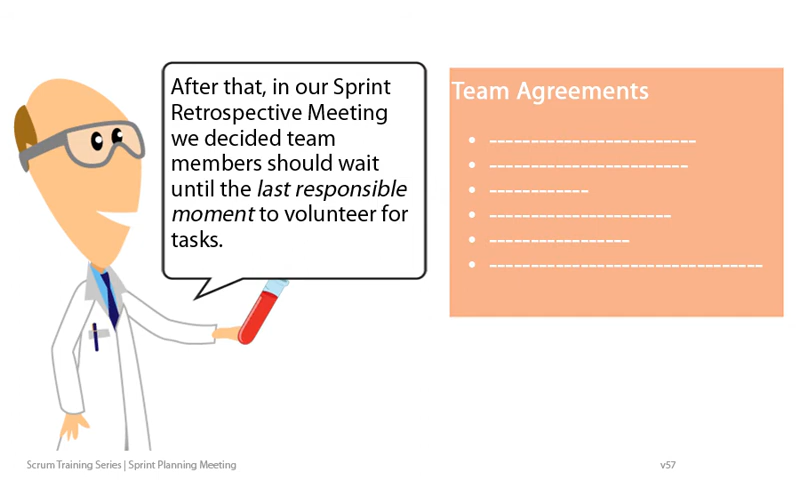 After that, in our Sprint
Retrospective Meeting
we decided team
members should wait
until the last responsible
moment to volunteer for
tasks.
Team Agreements
Scrum Training Series | Sprint Planning Meeting
v57